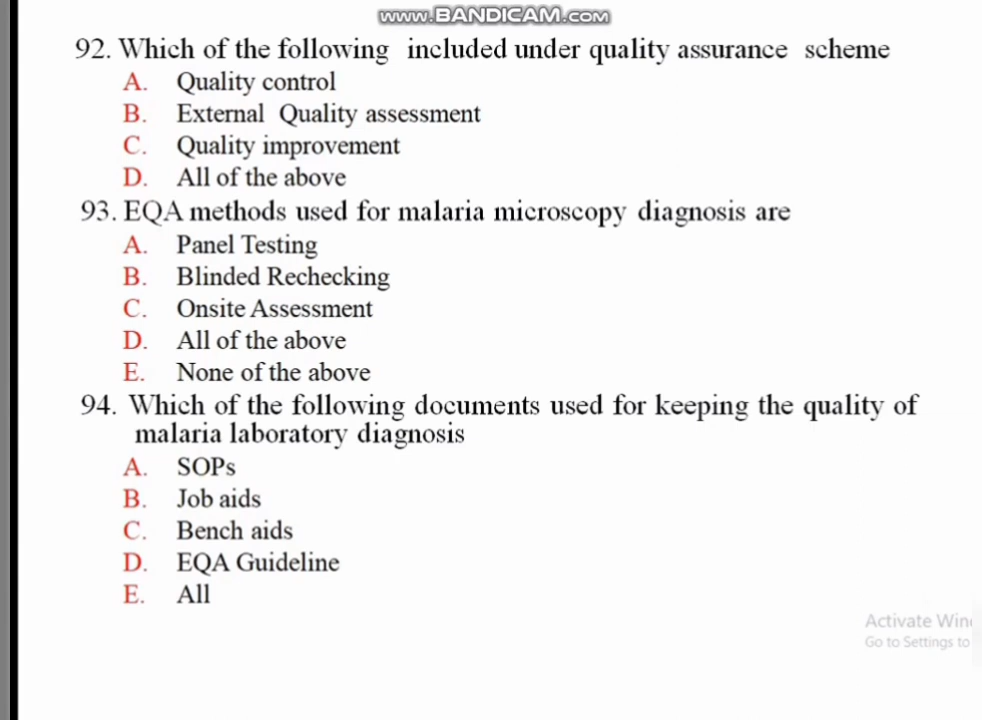 www.BANDICAM.COM
92. Which of the following included under quality assurance scheme
A. Quality control
B. External Quality assessment
C. Quality improvement
D. All of the above
93. EQA methods used for malaria microscopy diagnosis are
A. Panel Testing
B. Blinded Rechecking
C. Onsite Assessment
D. All of the above
E. None of the above
94. Which of the following documents used for keeping the quality of
malaria laboratory diagnosis
A. SOPs
B. Job aids
C. Bench aids
D. EQA Guideline
E. All
Activate Win
Go to Settings to